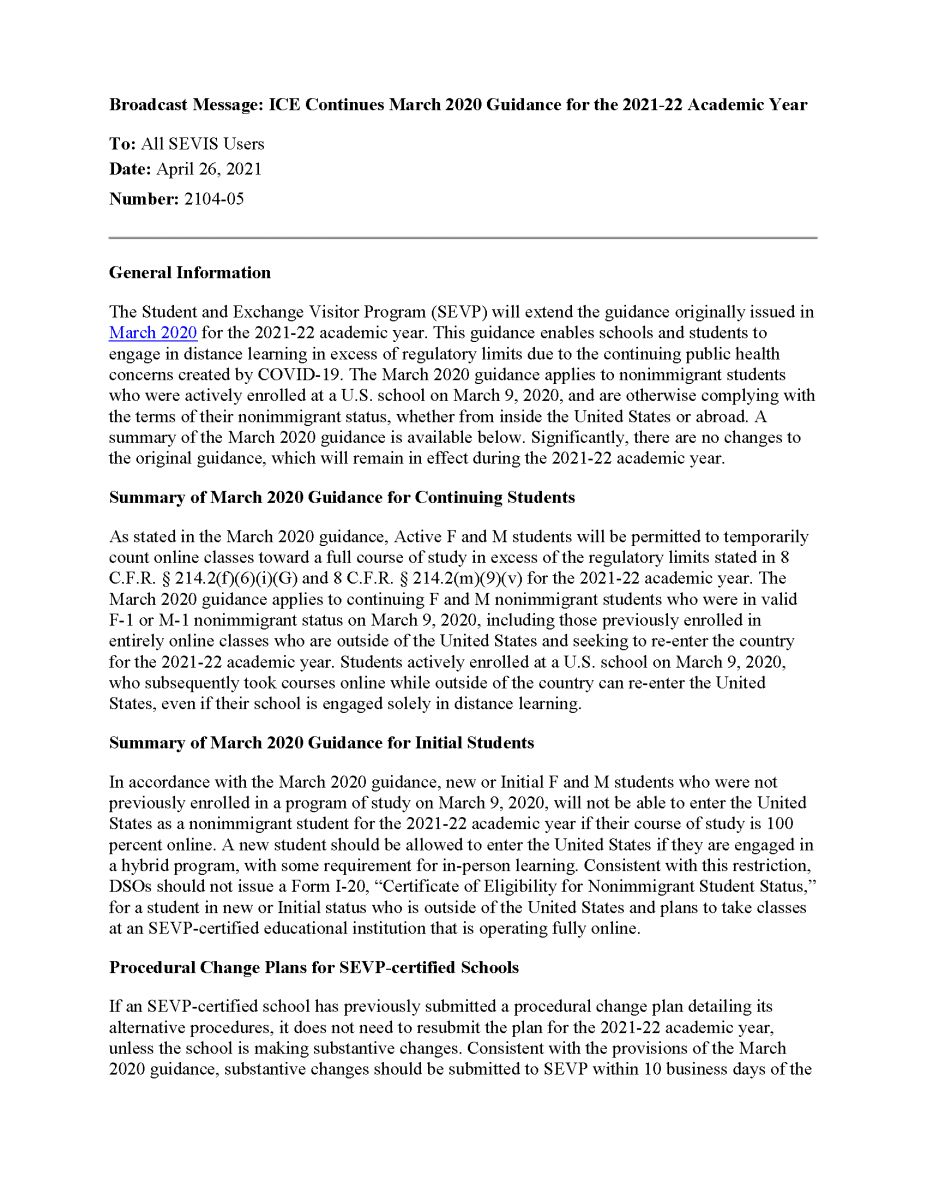 Broadcast Message: ICE Continues March 2020 Guidance for the 2021-22 Academic Year
To: All SEVIS Users
Date: April 26, 2021
Number: 2104-05
General Information
The Student and Exchange Visitor Program (SEVP) will extend the guidance originally issued in
March 2020 for the 2021-22 academic year. This guidance enables schools and students to
engage in distance learning in excess of regulatory limits due to the continuing public health
concerns created by COVID-19. The March 2020 guidance applies to nonimmigrant students
who were actively enrolled at a U.S. school on March 9, 2020, and are otherwise complying with
the terms of their nonimmigrant status, whether from inside the United States or abroad. A
summary of the March 2020 guidance is available below. Significantly, there are no changes to
the original guidance, which will remain in effect during the 2021-22 academic year.
Summary of March 2020 Guidance for Continuing Students
As stated in the March 2020 guidance, Active F and M students will be permitted to temporarily
count online classes toward a full course of study in excess of the regulatory limits stated in 8
C.F.R. § 214.2(f)(6)(i)(G) and 8 C.F.R. § 214.2(m)(9)(v) for the 2021-22 academic year. The
March 2020 guidance applies to continuing F and M nonimmigrant students who were in valid
F-1 or M-1 nonimmigrant status on March 9, 2020, including those previously enrolled in
entirely online classes who are outside of the United States and seeking to re-enter the country
for the 2021-22 academic year. Students actively enrolled at a U.S. school on March 9, 2020,
who subsequently took courses online while outside of the country can re-enter the United
States, even if their school is engaged solely in distance learning.
Summary of March 2020 Guidance for Initial Students
In accordance with the March 2020 guidance, new or Initial F and M students who were not
previously enrolled in a program of study on March 9, 2020, will not be able to enter the United
States as a nonimmigrant student for the 2021-22 academic year if their course of study is 100
percent online. A new student should be allowed to enter the United States if they are engaged in
a hybrid program, with some requirement for in-person learning. Consistent with this restriction,
DSOs should not issue a Form I-20, “Certificate of Eligibility for Nonimmigrant Student Status,”
for a student in new or Initial status who is outside of the United States and plans to take classes
at an SEVP-certified educational institution that is operating fully online.
Procedural Change Plans for SEVP-certified Schools
If an SEVP-certified school has previously submitted a procedural change plan detailing its
alternative procedures, it does not need to resubmit the plan for the 2021-22 academic year,
unless the school is making substantive changes. Consistent with the provisions of the March
2020 guidance, substantive changes should be submitted to SEVP within 10 business days of the